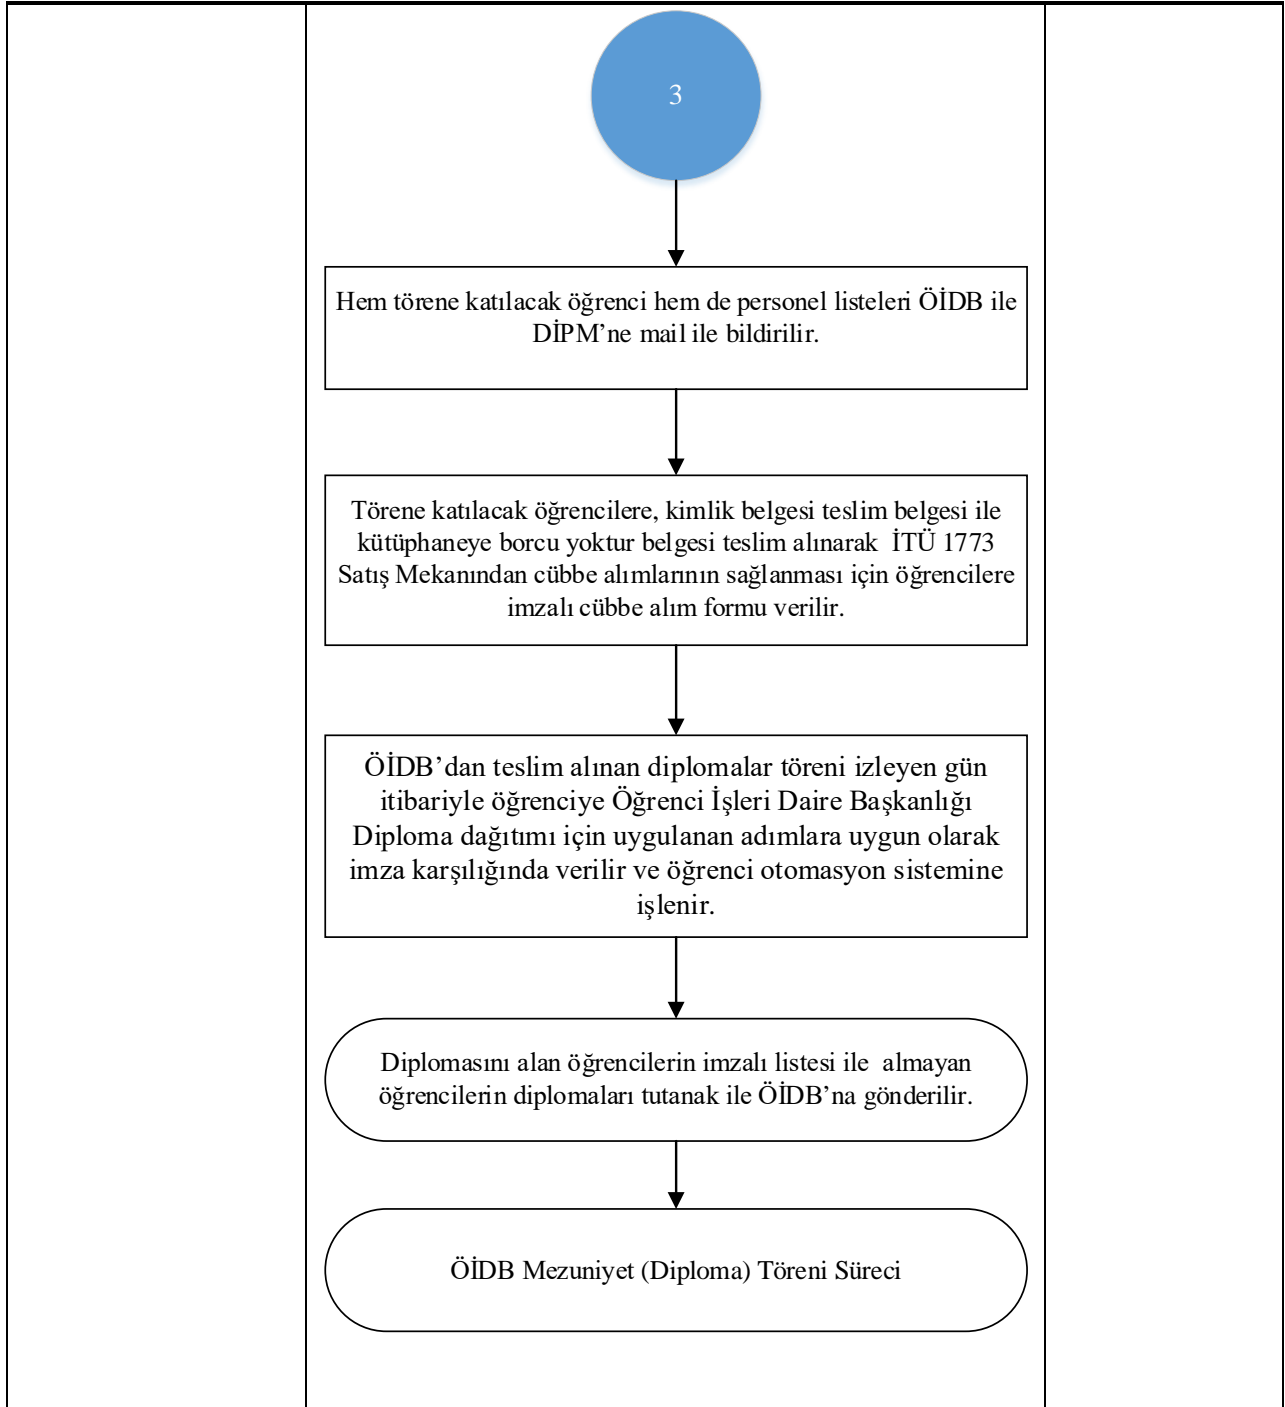 3
Hem törene katılacak öğrenci hem de personel listeleri ÖİDB ile
DİPM’ne mail ile bildirilir.
Törene katılacak öğrencilere, kimlik belgesi teslim belgesi ile
kütüphaneye borcu yoktur belgesi teslim alınarak  İTÜ 1773
Satış Mekanından cübbe alımlarının sağlanması için öğrencilere
imzalı cübbe alım formu verilir.
ÖİDB’dan teslim alınan diplomalar töreni izleyen gün
itibariyle öğrenciye Öğrenci İşleri Daire Başkanlığı
Diploma dağıtımı için uygulanan adımlara uygun olarak
imza karşılığında verilir ve öğrenci otomasyon sistemine
işlenir.
Diplomasını alan öğrencilerin imzalı listesi ile  almayan
öğrencilerin diplomaları tutanak ile ÖİDB’na gönderilir.
ÖİDB Mezuniyet (Diploma) Töreni Süreci